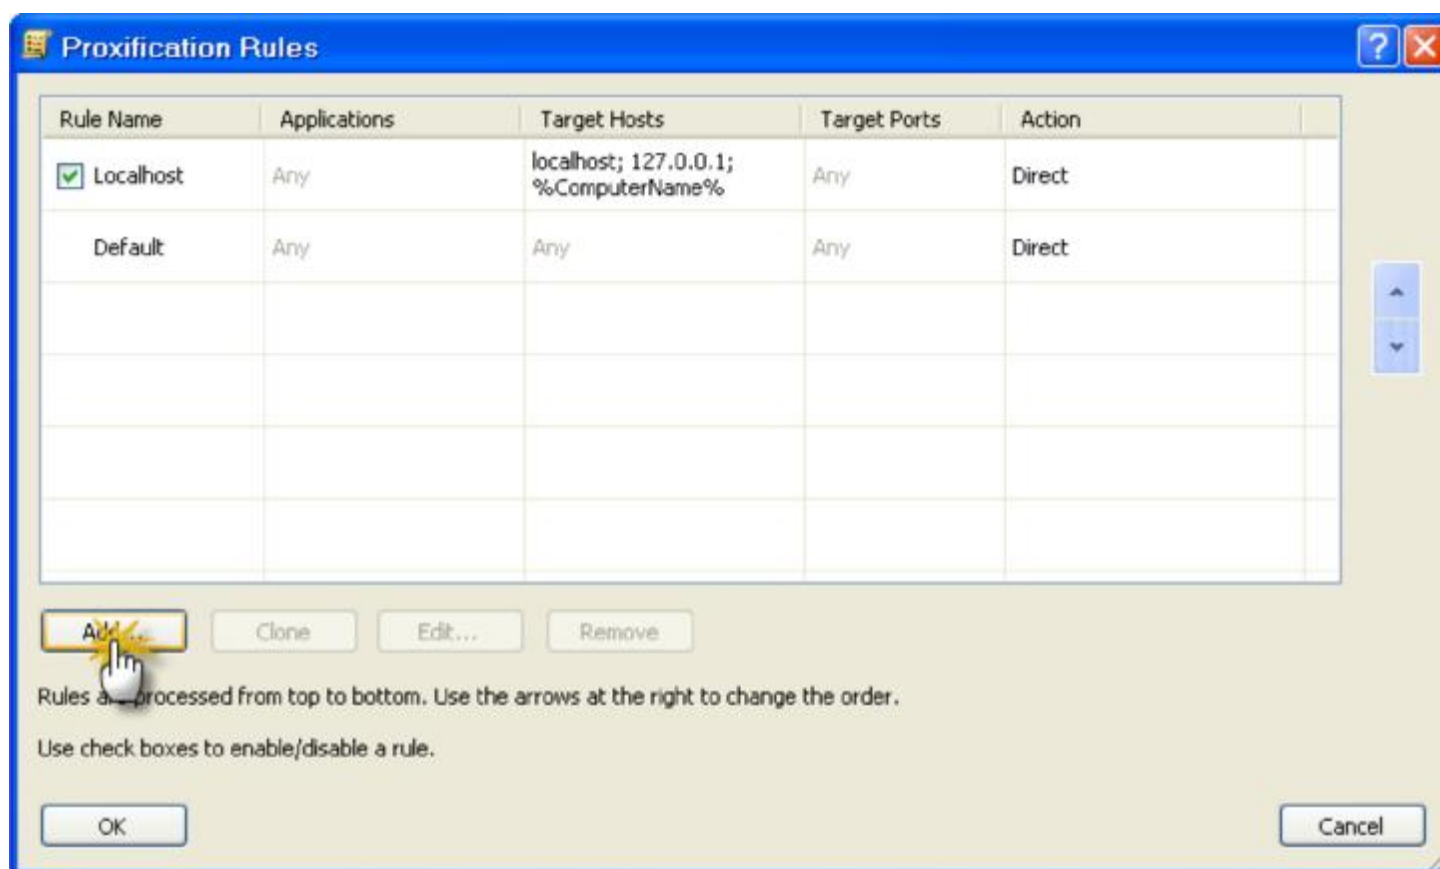 Proxification Rules
Rule Name Applications Target Hosts Target Ports Action
Localhost Any localhost; 127.0.0.1; %ComputerName% Any Direct
Default Any Any Any Direct
Add... Clone Edit... Remove
Rules are processed from top to bottom. Use the arrows at the right to change the order.
Use check boxes to enable/disable a rule.
OK Cancel